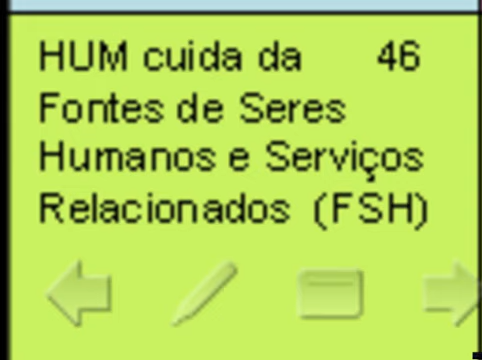 HUM cuida da 46
Fontes de Seres
Humanos e Serviços
Relacionados (FSH)